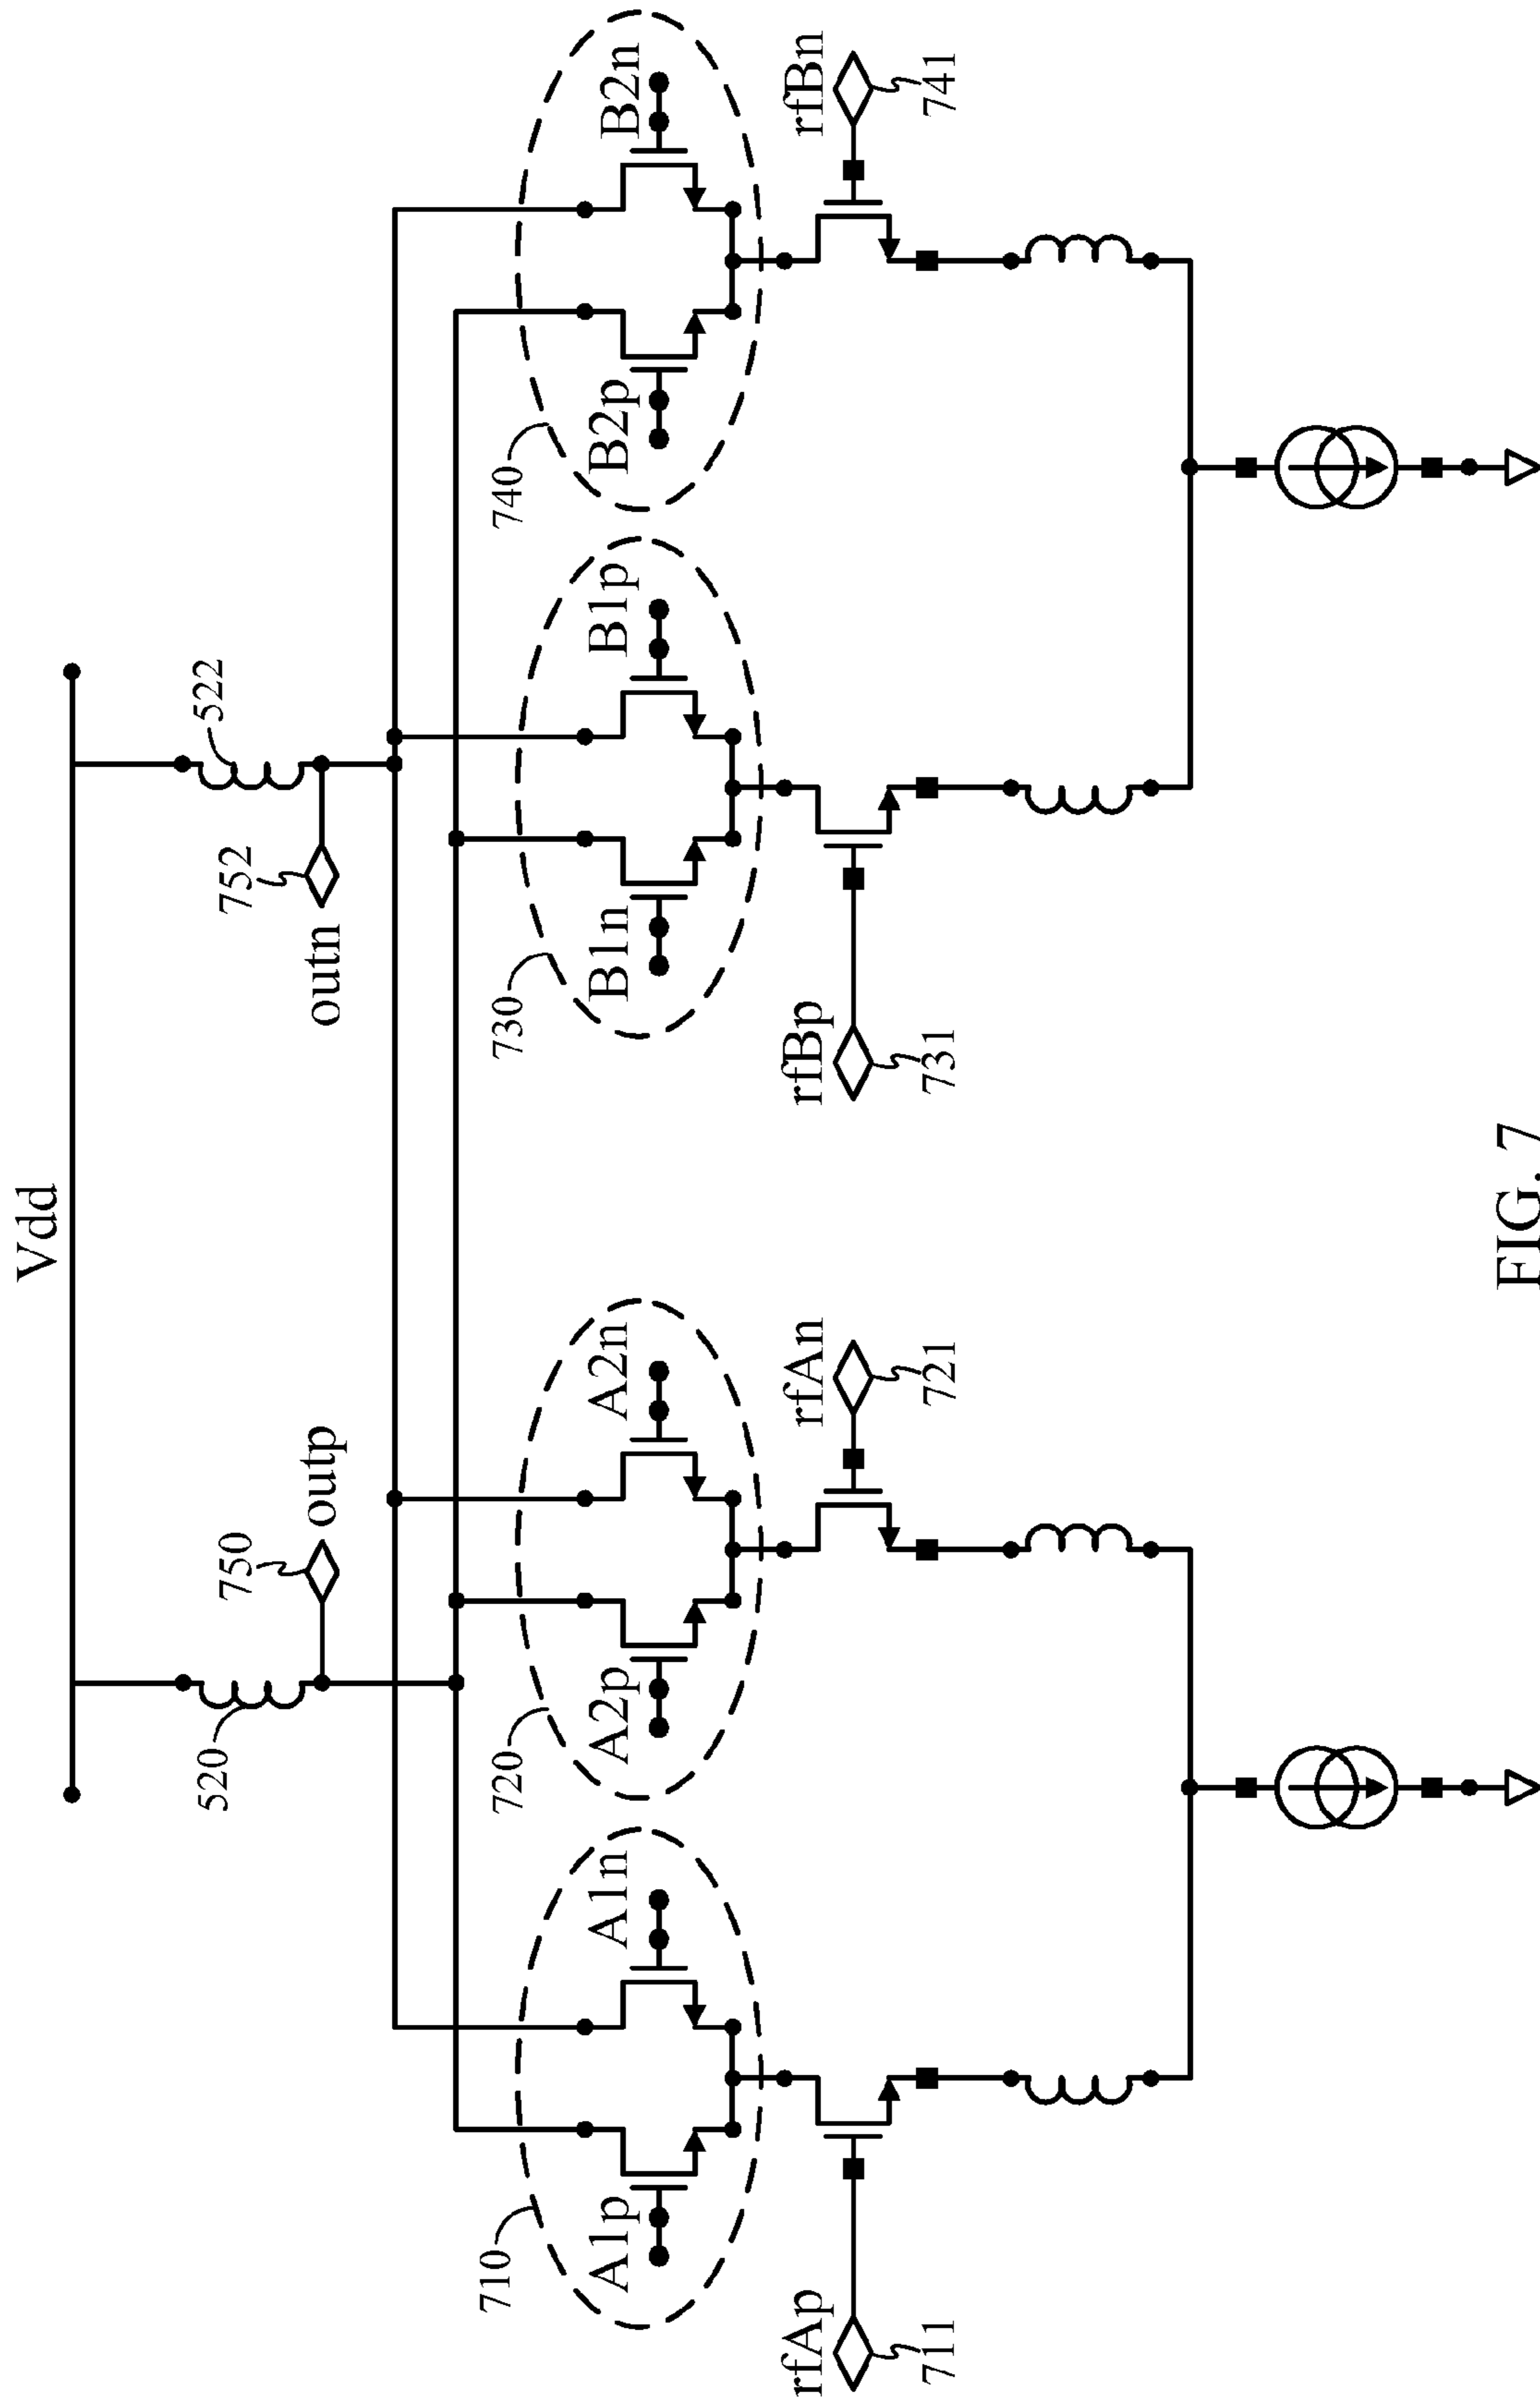 Vdd
520
750
outp
752
outn
522
710
A1p
A1n
720
A2p
A2n
730
B1n
B1p
740
B2p
B2n
rfAp
711
rfAn
721
rfBp
731
rfBn
741
FIG. 7